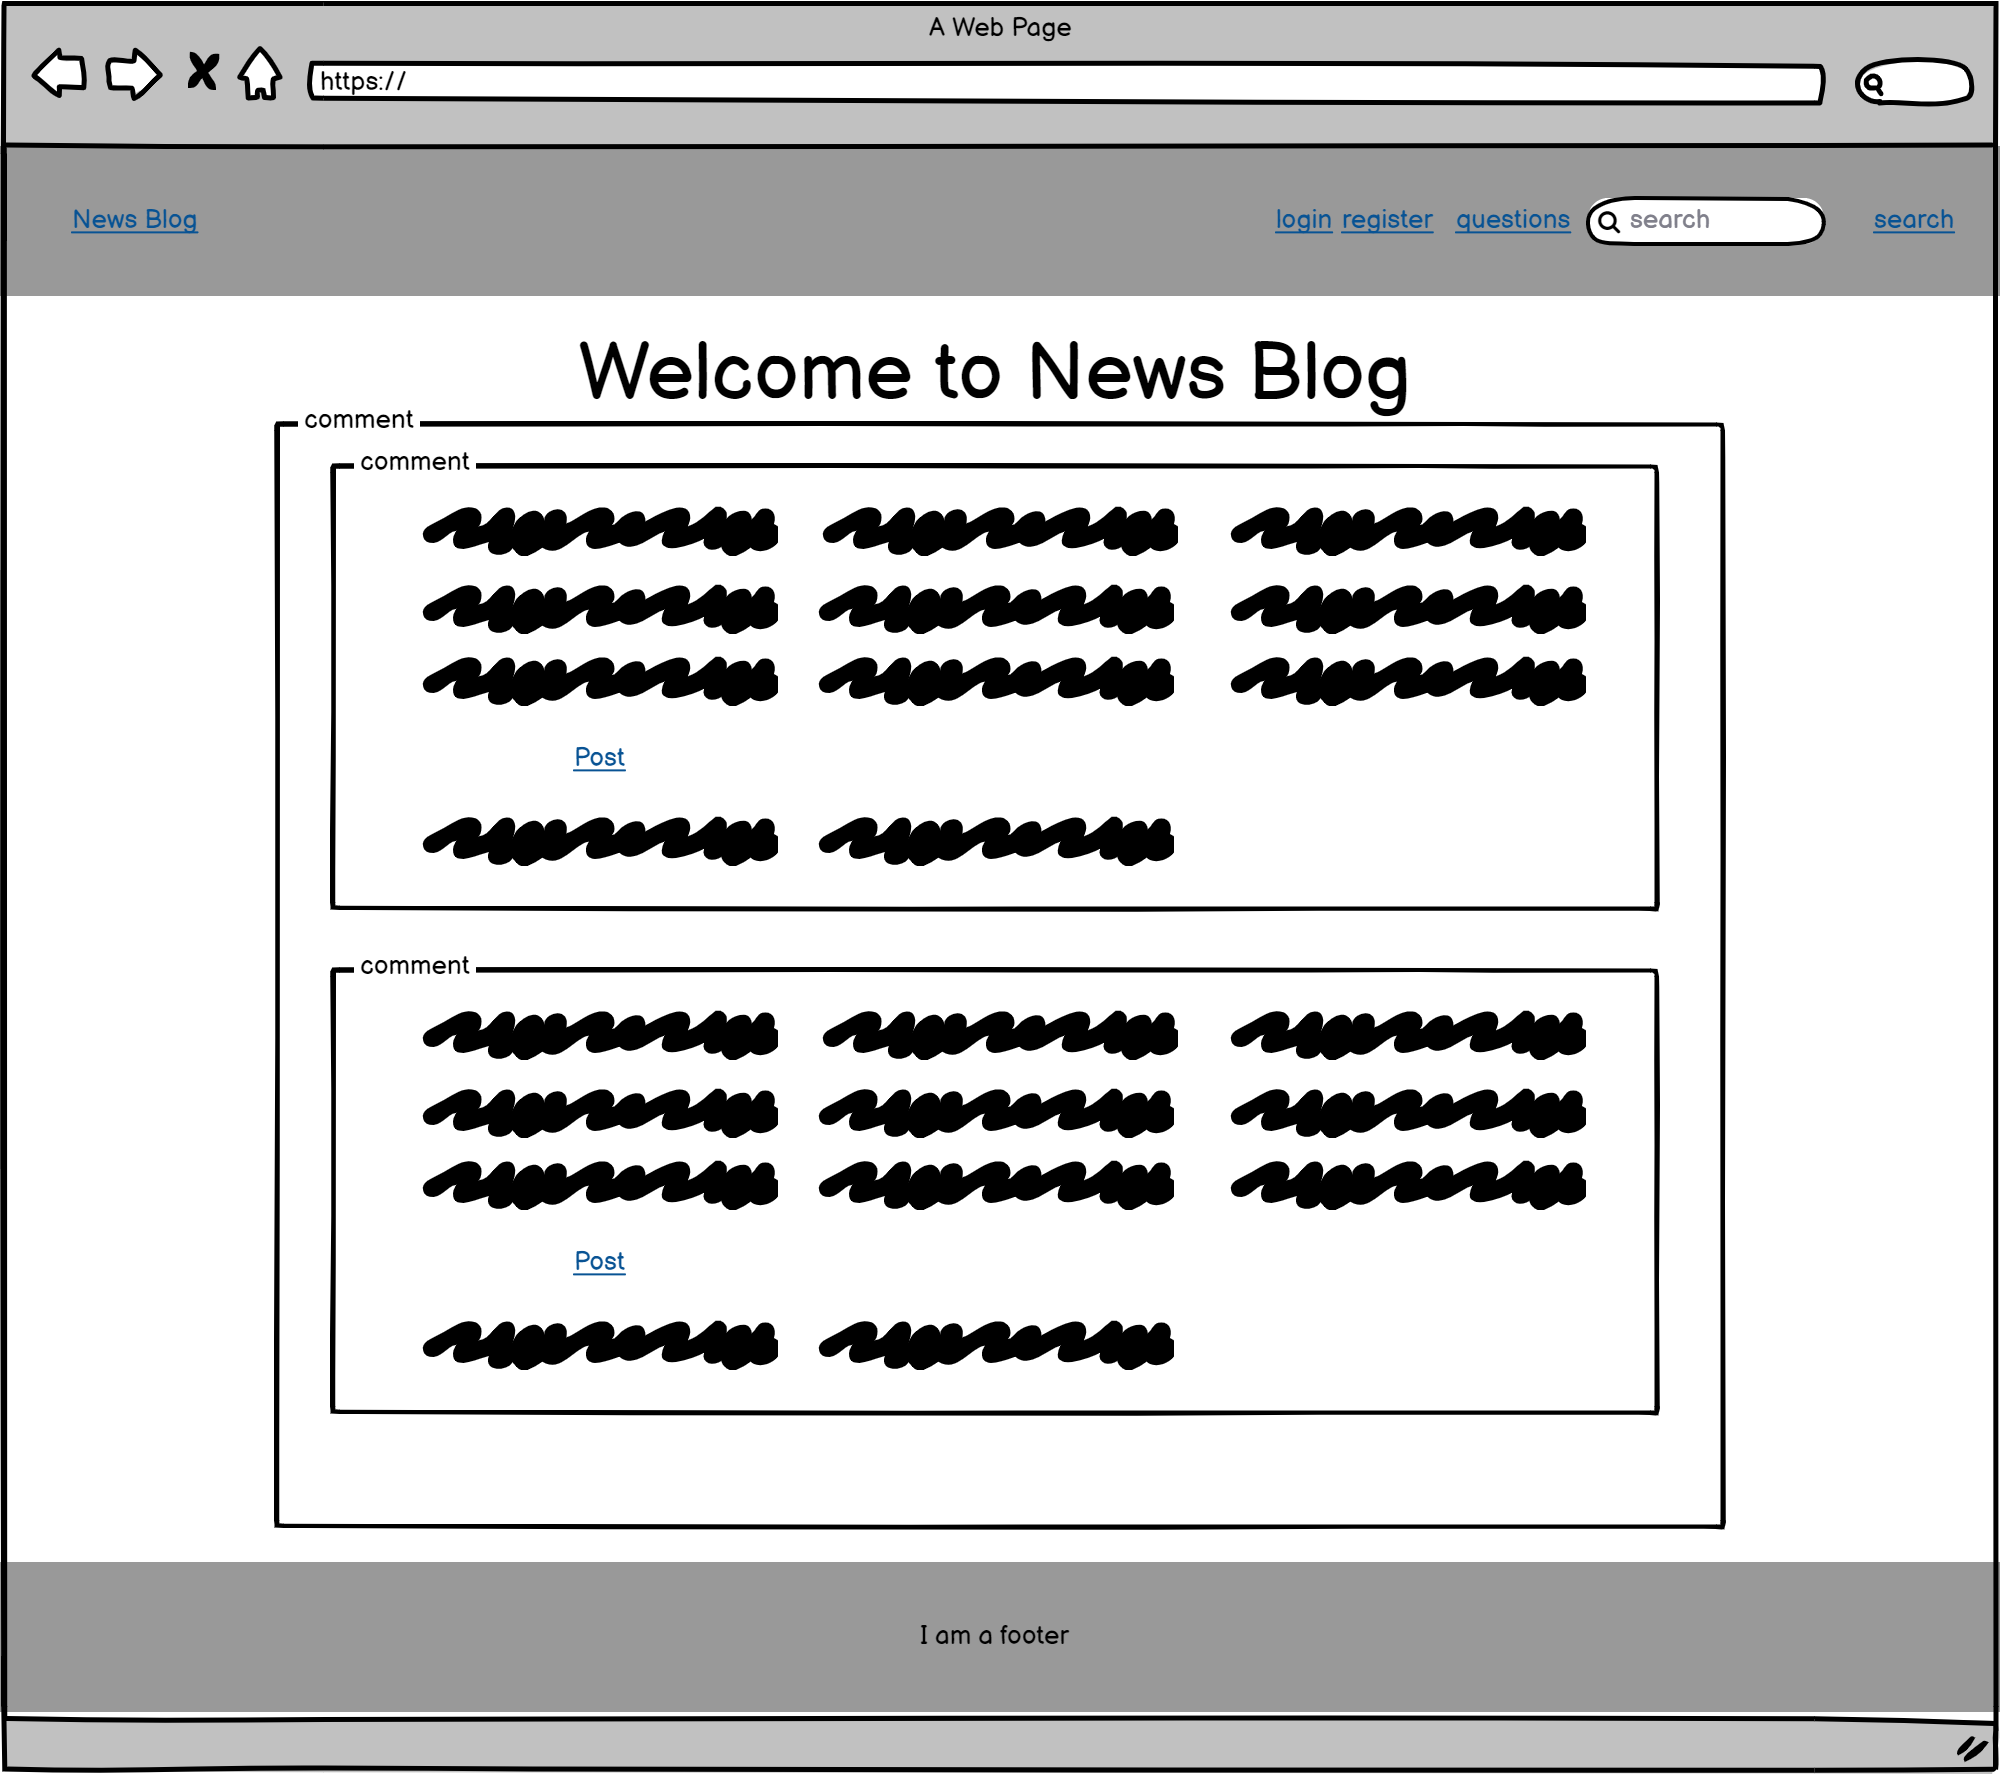 A Web Page
https://
News Blog login register questions search search
Welcome to News Blog
comment
comment
Post
comment
Post
I am a footer